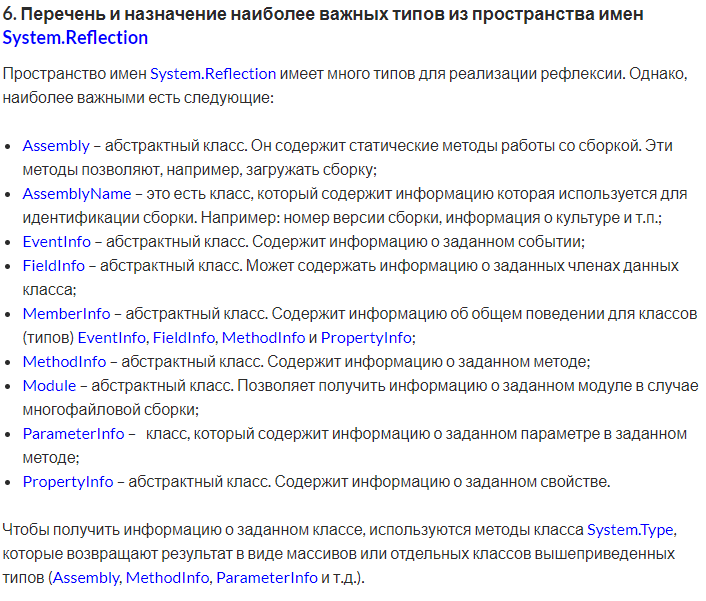 6. Перечень и назначение наиболее важных типов из пространства имен
System.Reflection
Пространство имен System.Reflection имеет много типов для реализации рефлексии. Однако,
наиболее важными есть следующие:
• Assembly – абстрактный класс. Он содержит статические методы работы со сборкой. Эти
методы позволяют, например, загружать сборку;
• AssemblyName – это есть класс, который содержит информацию которая используется для
идентификации сборки. Например: номер версии сборки, информация о культуре и т.п.;
• EventInfo – абстрактный класс. Содержит информацию о заданном событии;
• FieldInfo – абстрактный класс. Может содержать информацию о заданных членах данных
класса;
• MemberInfo – абстрактный класс. Содержит информацию об общем поведении для классов
(типов) EventInfo, FieldInfo, MethodInfo и PropertyInfo;
• MethodInfo – абстрактный класс. Содержит информацию о заданном методе;
• Module – абстрактный класс. Позволяет получить информацию о заданном модуле в случае
многофайловой сборки;
• ParameterInfo –   класс, который содержит информацию о заданном параметре в заданном
методе;
• PropertyInfo – абстрактный класс. Содержит информацию о заданном свойстве.
Чтобы получить информацию о заданном классе, используются методы класса System.Type,
которые возвращают результат в виде массивов или отдельных классов вышеприведенных
типов (Assembly, MethodInfo, ParameterInfo и т.д.).